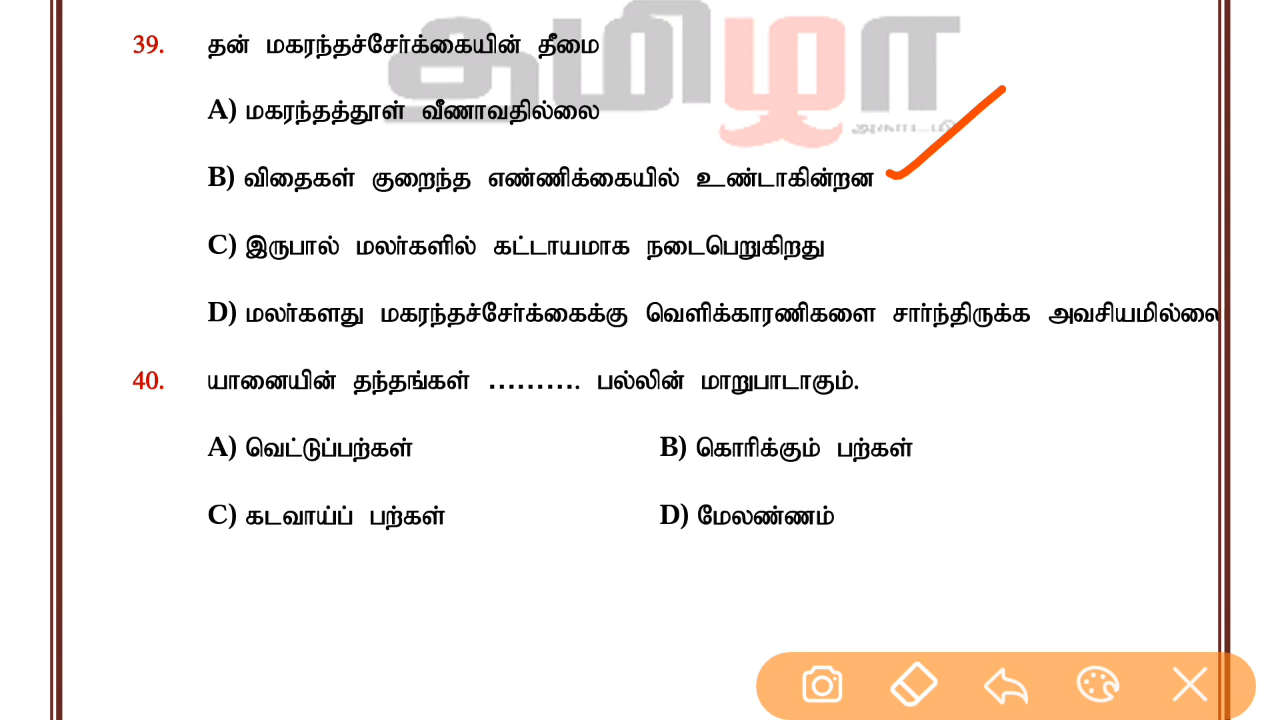 தமிழா
39. தன் மகரந்தச்சேர்க்கையின் தீமை
A) மகரந்தத்தூள் வீணாவதில்லை
B) விதைகள் குறைந்த எண்ணிக்கையில் உண்டாகின்றன
C) இருபால் மலர்களில் கட்டாயமாக நடைபெறுகிறது
D) மலர்களது மகரந்தச்சேர்க்கைக்கு வெளிக்காரணிகளை சார்ந்திருக்க அவசியமில்லை
40. யானையின் தந்தங்கள் ………. பல்லின் மாறுபாடாகும்.
A) வெட்டுப்பற்கள் B) கொரிக்கும் பற்கள்
C) கடவாய்ப் பற்கள் D) மேலண்ணம்